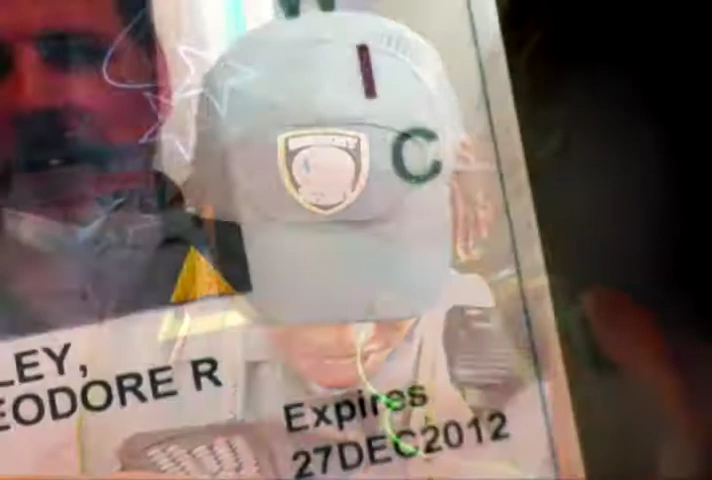 I
C
LEY,
EODORE R
Expires
27DEC2012